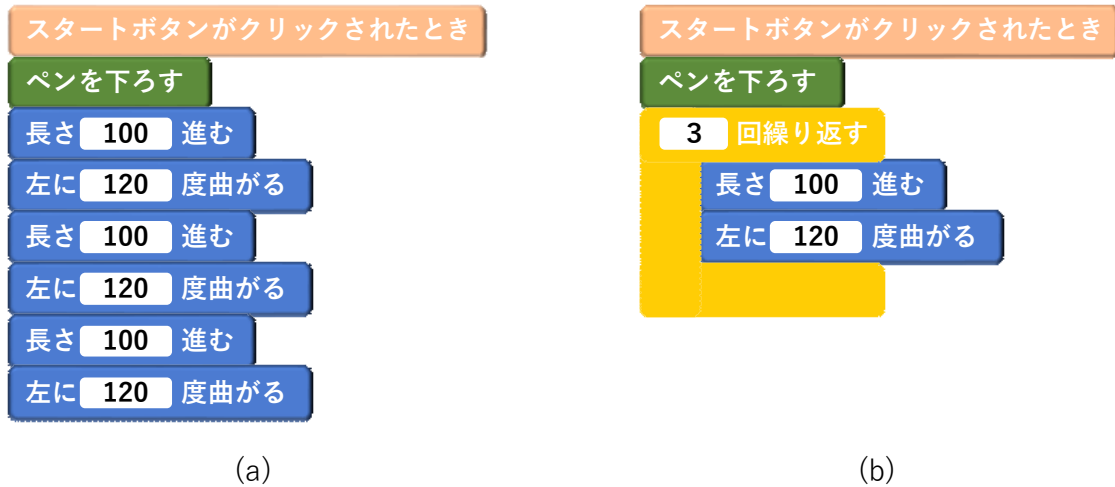 スタートボタンがクリックされたとき
ペンを下ろす
長さ 100 進む
左に 120 度曲がる
長さ 100 進む
左に 120 度曲がる
長さ 100 進む
左に 120 度曲がる
(a)
スタートボタンがクリックされたとき
ペンを下ろす
3 回繰り返す
長さ 100 進む
左に 120 度曲がる
(b)